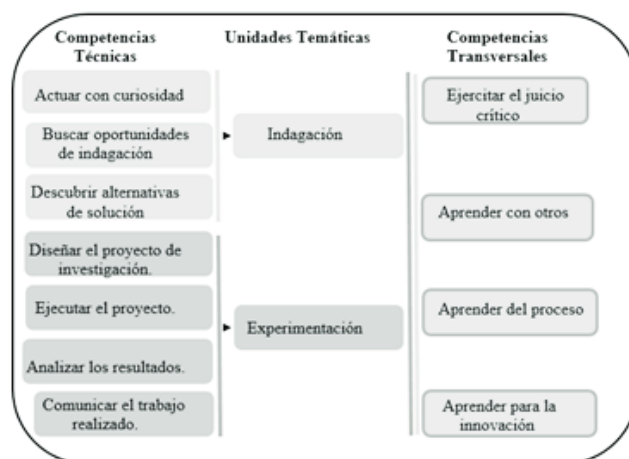 Competencias
Técnicas
Unidades Temáticas
Competencias
Transversales
Actuar con curiosidad
Buscar oportunidades
de indagación
Descubrir alternativas
de solución
Diseñar el proyecto de
investigación.
Ejecutar el proyecto.
Analizar los resultados.
Comunicar el trabajo
realizado.
Indagación
Experimentación
Ejercitar el juicio
crítico
Aprender con otros
Aprender del proceso
Aprender para la
innovación